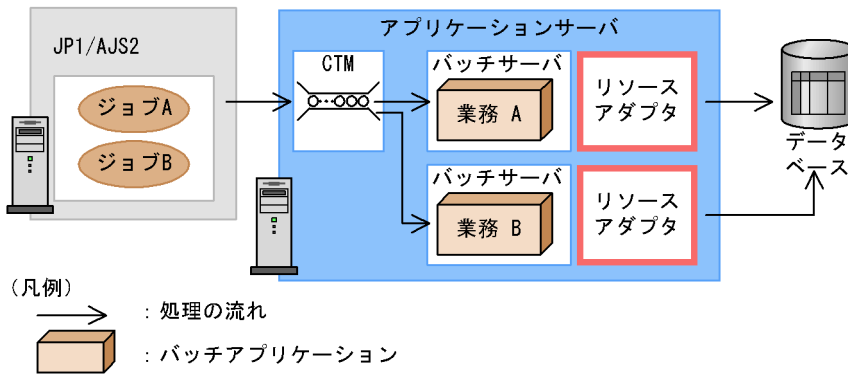 アプリケーションサーバ
JP1/AJS2
ジョブA
ジョブB
CTM
バッチサーバ
業務 A
リソース
アダプタ
バッチサーバ
業務 B
リソース
アダプタ
データ
ベース
(凡例)
：処理の流れ
：バッチアプリケーション